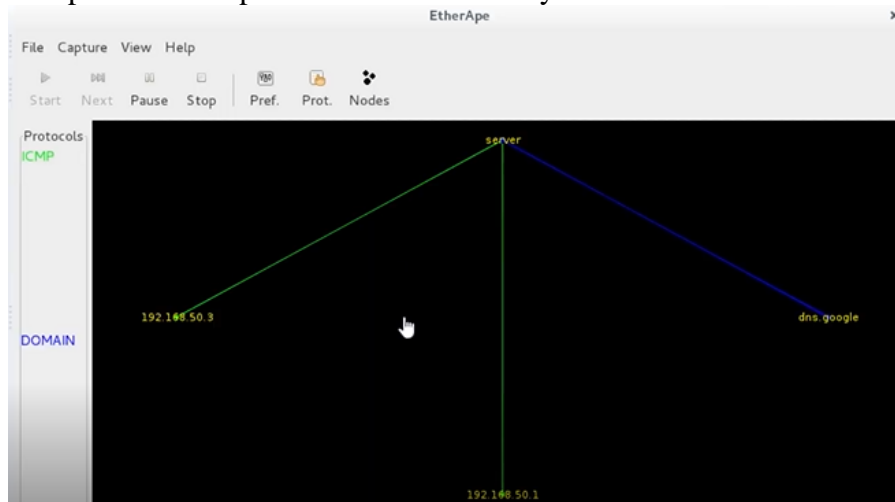 EtherApe
File Capture View Help
Start Next Pause Stop Pref. Prot. Nodes
Protocols
ICMP
server
192.168.50.3
dns.google
DOMAIN
192.168.50.1